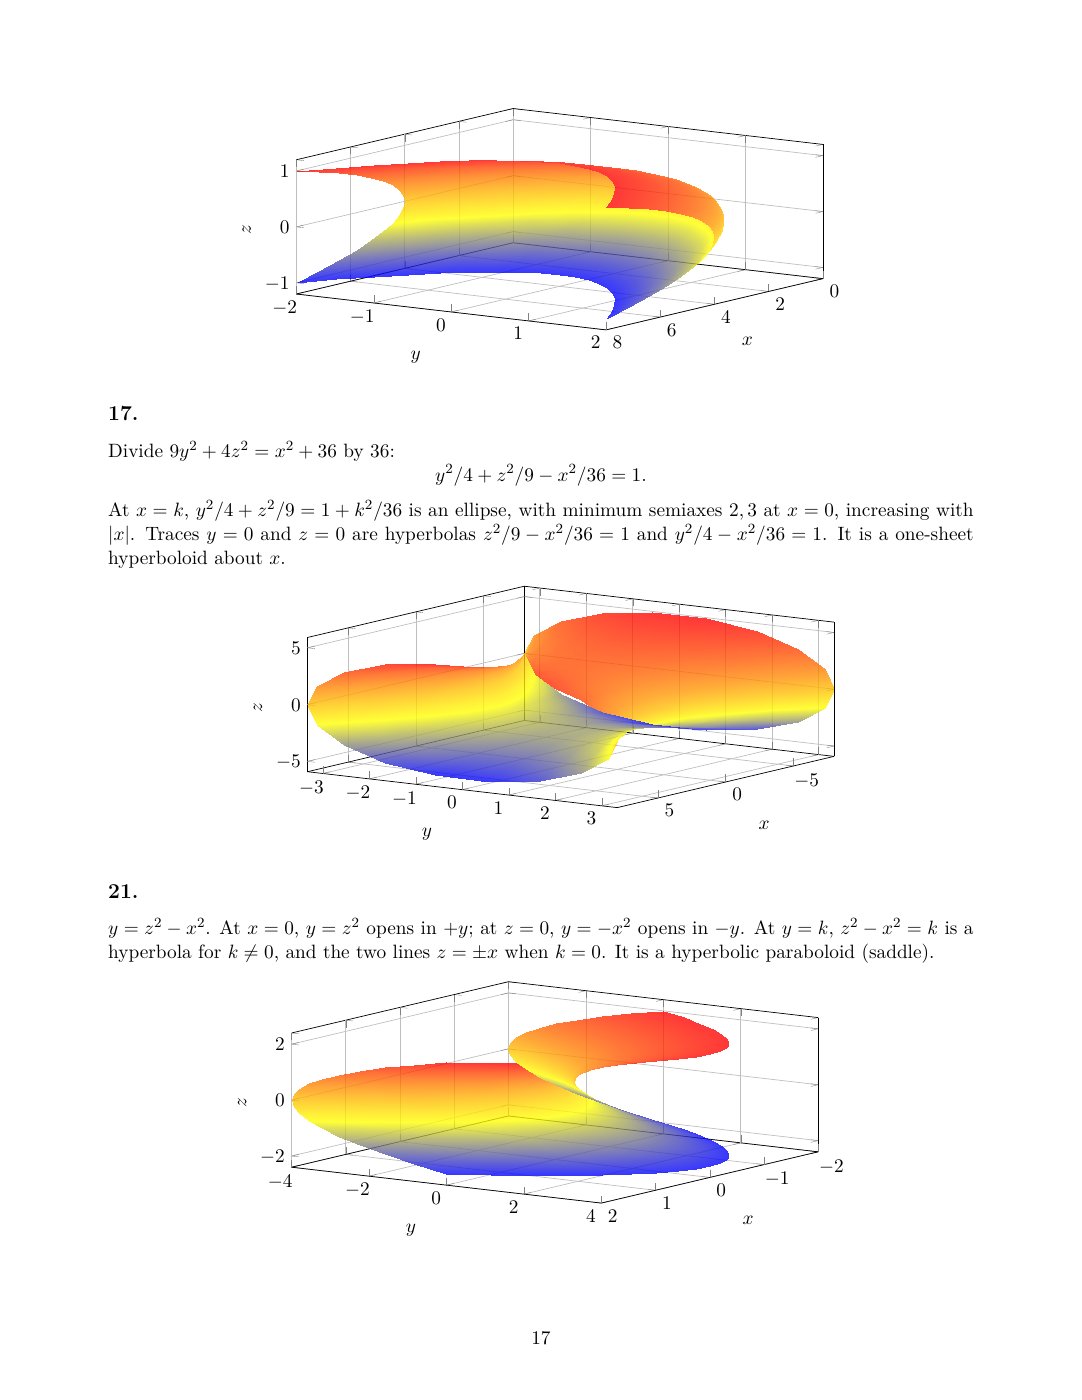 1
0
−1
z
−2
−1
0
1
2
y
8
6
4
2
0
x
17.
Divide 9y² + 4z² = x² + 36 by 36:
y²/4 + z²/9 − x²/36 = 1.
At x = k, y²/4 + z²/9 = 1 + k²/36 is an ellipse, with minimum semiaxes 2, 3 at x = 0, increasing with
|x|. Traces y = 0 and z = 0 are hyperbolas z²/9 − x²/36 = 1 and y²/4 − x²/36 = 1. It is a one-sheet
hyperboloid about x.
5
0
−5
z
−3
−2
−1
0
1
2
3
y
5
0
−5
x
21.
y = z² − x². At x = 0, y = z² opens in +y; at z = 0, y = −x² opens in −y. At y = k, z² − x² = k is a
hyperbola for k ≠ 0, and the two lines z = ±x when k = 0. It is a hyperbolic paraboloid (saddle).
2
0
−2
z
−4
−2
0
2
4
y
2
1
0
−1
−2
x
17